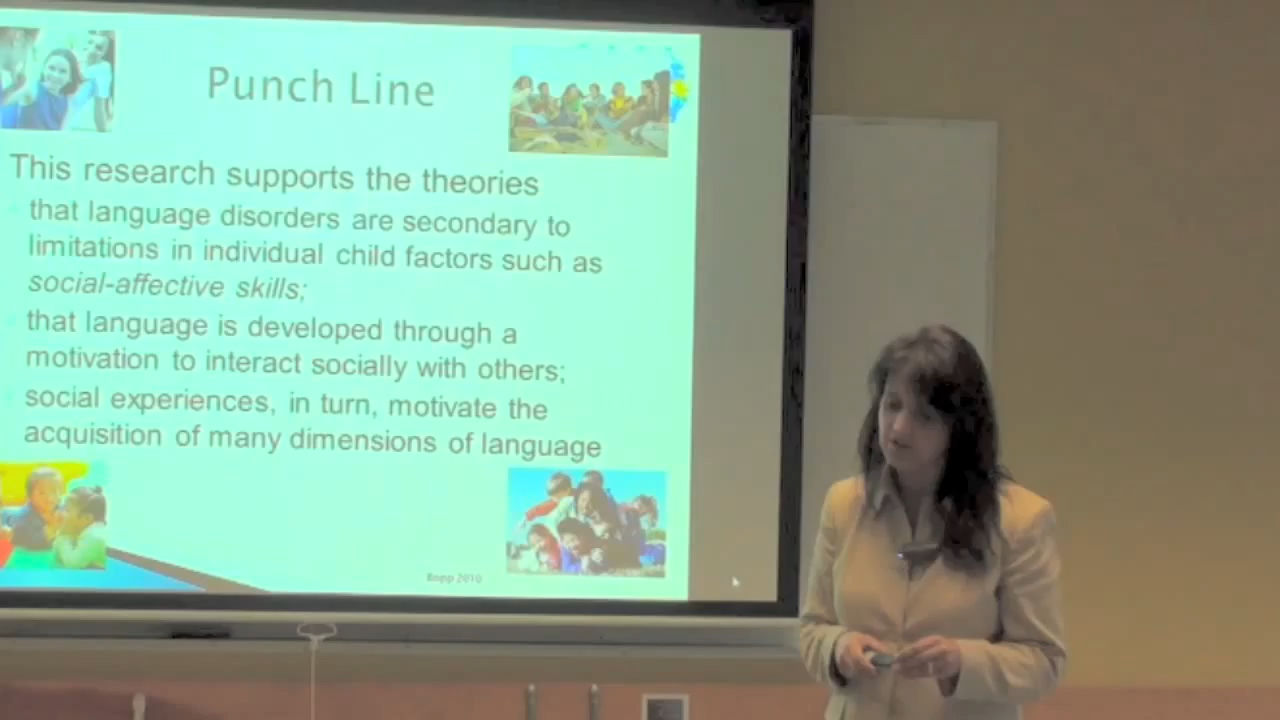 Punch Line
This research supports the theories
that language disorders are secondary to
limitations in individual child factors such as
social-affective skills;
that language is developed through a
motivation to interact socially with others;
social experiences, in turn, motivate the
acquisition of many dimensions of language
Bopp 2010